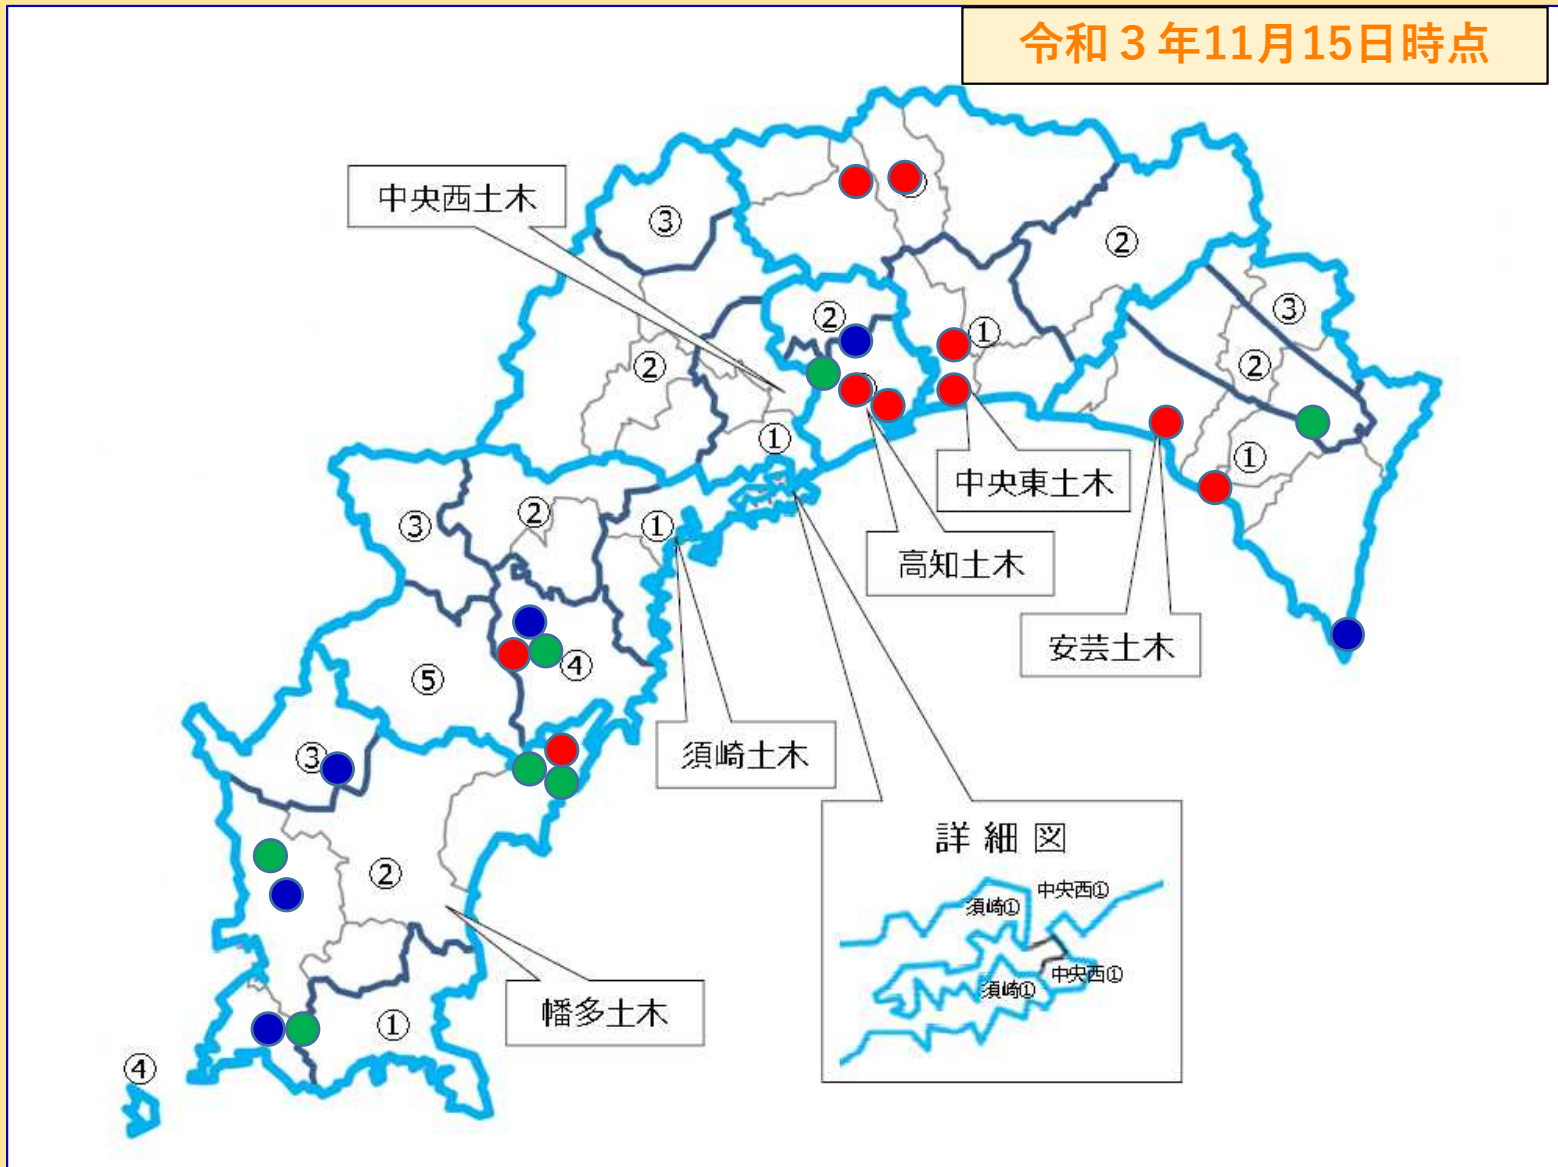 令和３年11月15日時点
中央西土木
③
②
③
②
①
②
②
①
①
中央東土木
③
②
①
高知土木
安芸土木
④
⑤
須崎土木
③
詳 細 図
②
中央西①
須崎①
中央西①
須崎①
幡多土木
①
④